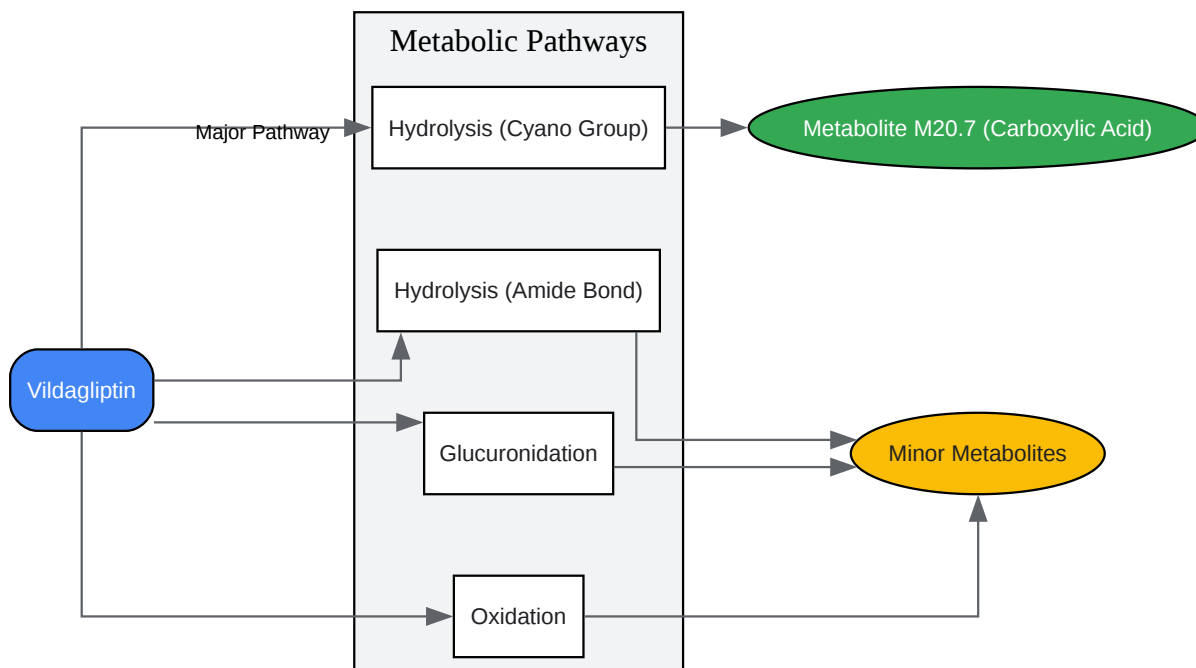 Metabolic Pathways
Major Pathway
Hydrolysis (Cyano Group)
Metabolite M20.7 (Carboxylic Acid)
Hydrolysis (Amide Bond)
Vildagliptin
Glucuronidation
Minor Metabolites
Oxidation